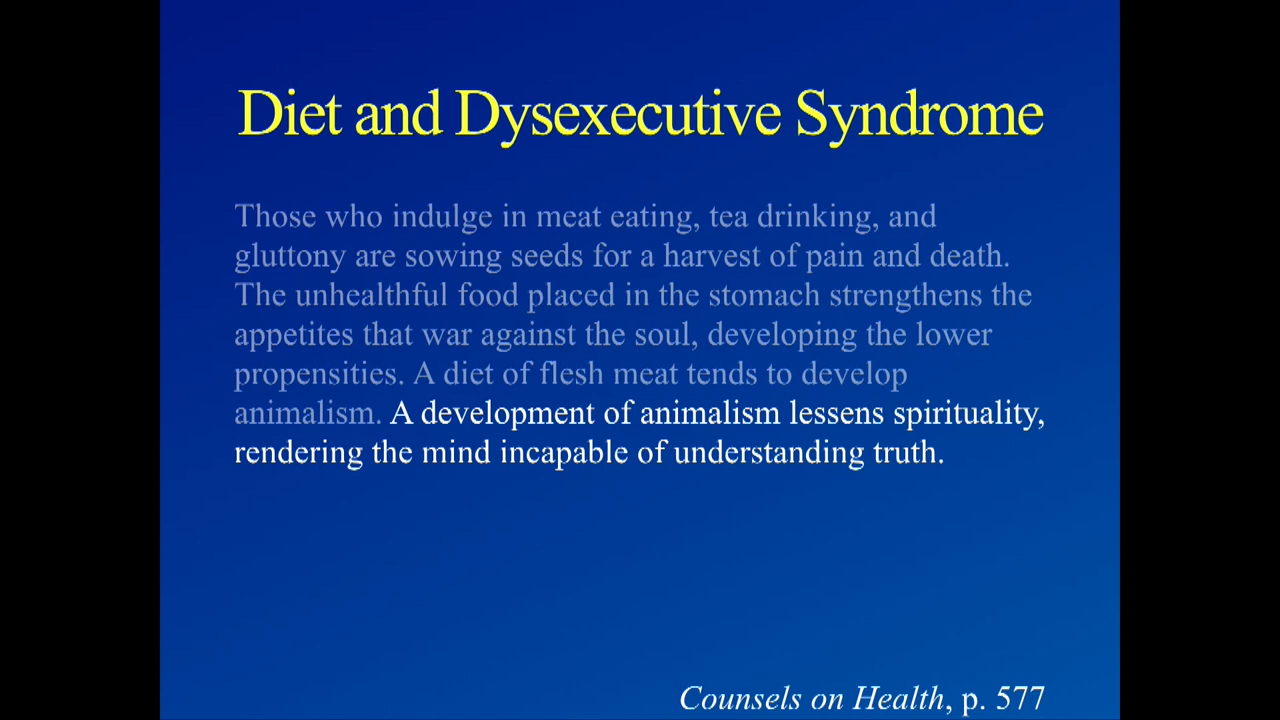 Diet and Dysexecutive Syndrome
Those who indulge in meat eating, tea drinking, and
gluttony are sowing seeds for a harvest of pain and death.
The unhealthful food placed in the stomach strengthens the
appetites that war against the soul, developing the lower
propensities. A diet of flesh meat tends to develop
animalism. A development of animalism lessens spirituality,
rendering the mind incapable of understanding truth.
Counsels on Health, p. 577